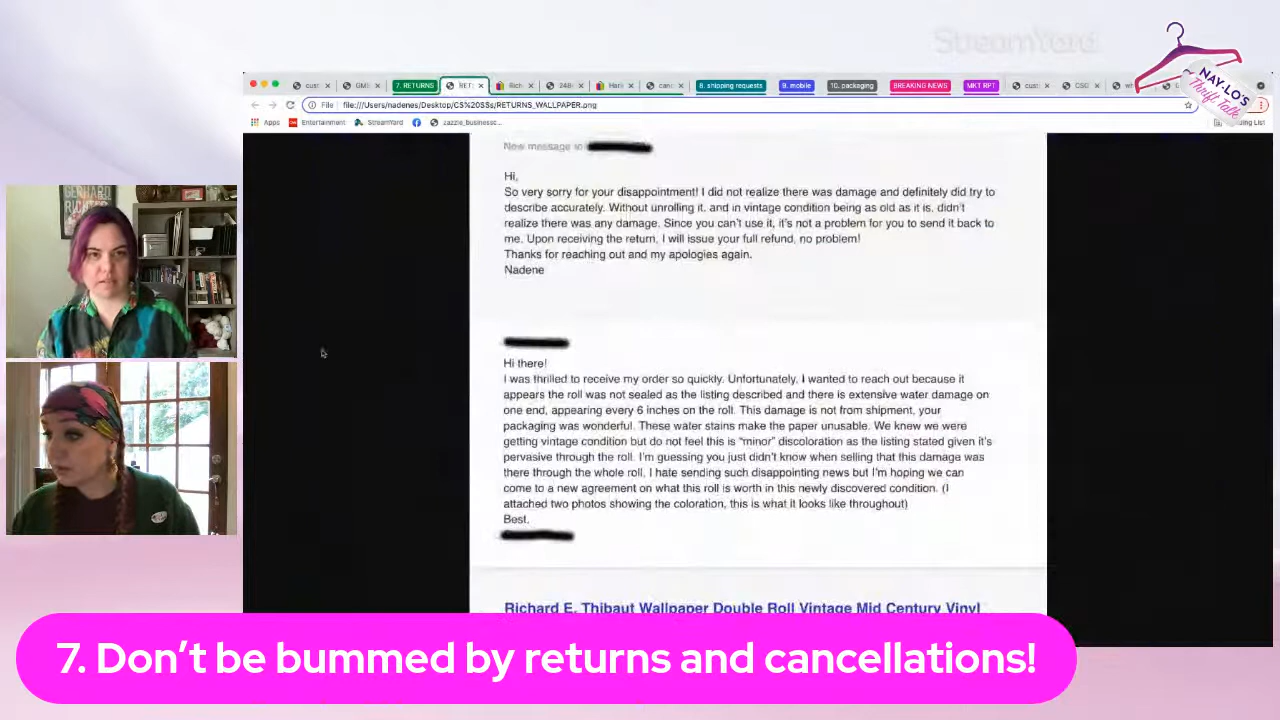 StreamYard
NAY-LO'S
Thrift Talk
7. RETURNS
8. shipping requests
9. mobile
10. packaging
BREAKING NEWS
MKT RPT
File file:///Users/nadenes/Desktop/CS%20SSs/RETURNS_WALLPAPER.png
Apps Entertainment StreamYard zazzle_businessc...
GERHARD
RICHTER
New message to
Hi,
So very sorry for your disappointment! I did not realize there was damage and definitely did try to
describe accurately. Without unrolling it, and in vintage condition being as old as it is, didn't
realize there was any damage. Since you can't use it, it's not a problem for you to send it back to
me. Upon receiving the return, I will issue your full refund, no problem!
Thanks for reaching out and my apologies again.
Nadene
Hi there!
I was thrilled to receive my order so quickly. Unfortunately, I wanted to reach out because it
appears the roll was not sealed as the listing described and there is extensive water damage on
one end, appearing every 6 inches on the roll. This damage is not from shipment, your
packaging was wonderful. These water stains make the paper unusable. We knew we were
getting vintage condition but do not feel this is "minor" discoloration as the listing stated given it's
pervasive through the roll. I'm guessing you just didn't know when selling that this damage was
there through the whole roll. I hate sending such disappointing news but I'm hoping we can
come to a new agreement on what this roll is worth in this newly discovered condition. (I
attached two photos showing the coloration, this is what it looks like throughout)
Best,
Richard E. Thibaut Wallpaper Double Roll Vintage Mid Century Vinyl
7. Don't be bummed by returns and cancellations!